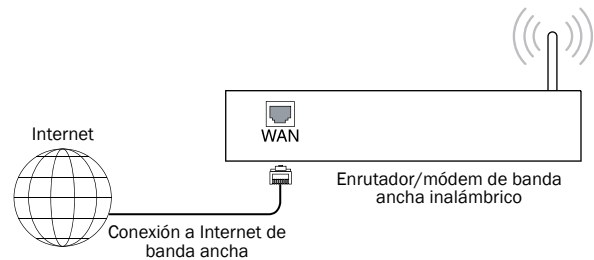 Internet
WAN
Enrutador/módem de banda
ancha inalámbrico
Conexión a Internet de
banda ancha